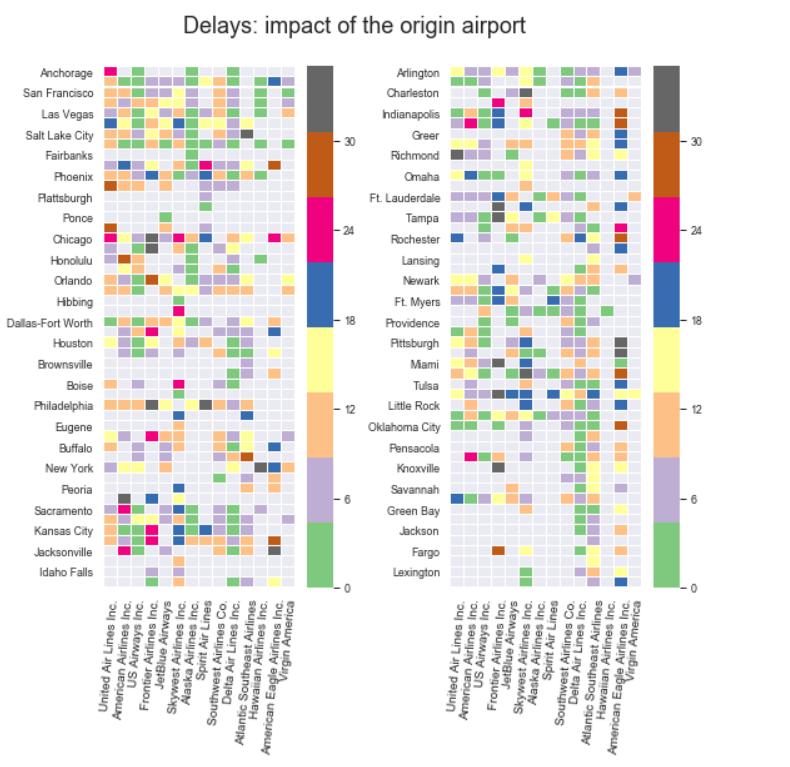 Delays: impact of the origin airport
Anchorage
San Francisco
Las Vegas
Salt Lake City
Fairbanks
Phoenix
Plattsburgh
Ponce
Chicago
Honolulu
Orlando
Hibbing
Dallas-Fort Worth
Houston
Brownsville
Boise
Philadelphia
Eugene
Buffalo
New York
Peoria
Sacramento
Kansas City
Jacksonville
Idaho Falls
30
24
18
12
6
0
United Air Lines Inc.
American Airlines Inc.
US Airways Inc.
Frontier Airlines Inc.
JetBlue Airways
Skywest Airlines Inc.
Alaska Airlines Inc.
Spirit Air Lines
Southwest Airlines Co.
Delta Air Lines Inc.
Atlantic Southeast Airlines
Hawaiian Airlines Inc.
American Eagle Airlines Inc.
Virgin America
Arlington
Charleston
Indianapolis
Greer
Richmond
Omaha
Ft. Lauderdale
Tampa
Rochester
Lansing
Newark
Ft. Myers
Providence
Pittsburgh
Miami
Tulsa
Little Rock
Oklahoma City
Pensacola
Knoxville
Savannah
Green Bay
Jackson
Fargo
Lexington
30
24
18
12
6
0
United Air Lines Inc.
American Airlines Inc.
US Airways Inc.
Frontier Airlines Inc.
JetBlue Airways
Skywest Airlines Inc.
Alaska Airlines Inc.
Spirit Air Lines
Southwest Airlines Co.
Delta Air Lines Inc.
Atlantic Southeast Airlines
Hawaiian Airlines Inc.
American Eagle Airlines Inc.
Virgin America